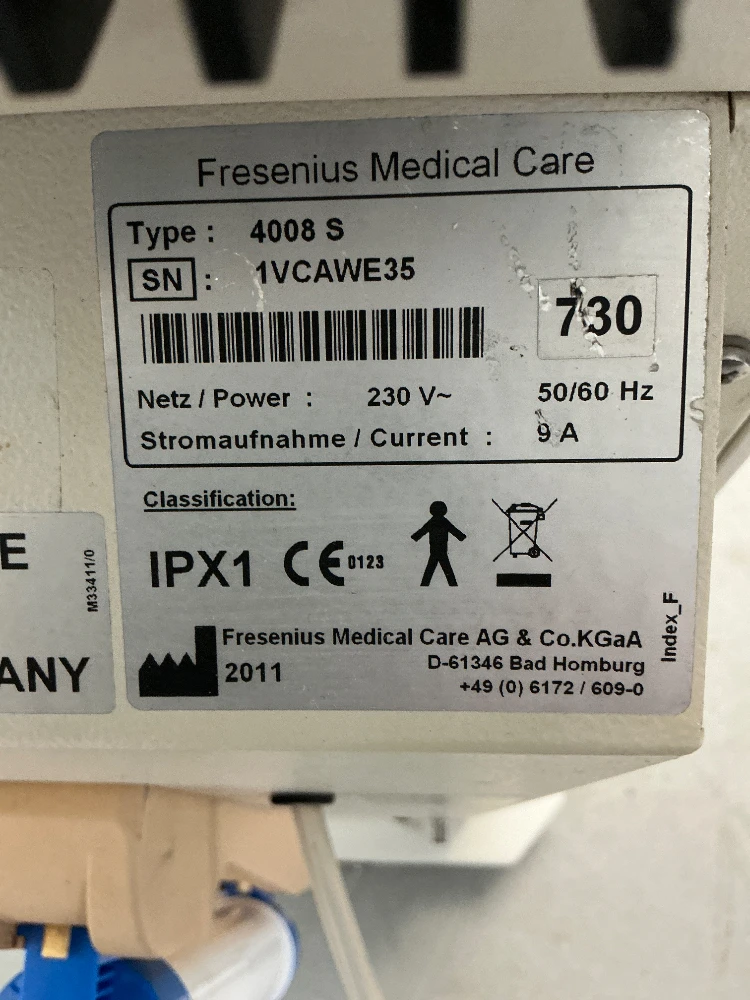 Fresenius Medical Care
Type : 4008 S
SN : 1VCAWE35
730
Netz / Power : 230 V~ 50/60 Hz
Stromaufnahme / Current : 9 A
Classification:
IPX1 CE 0123
Fresenius Medical Care AG & Co.KGaA
2011 D-61346 Bad Homburg
+49 (0) 6172 / 609-0
Index_F
E
M33411/0
ANY